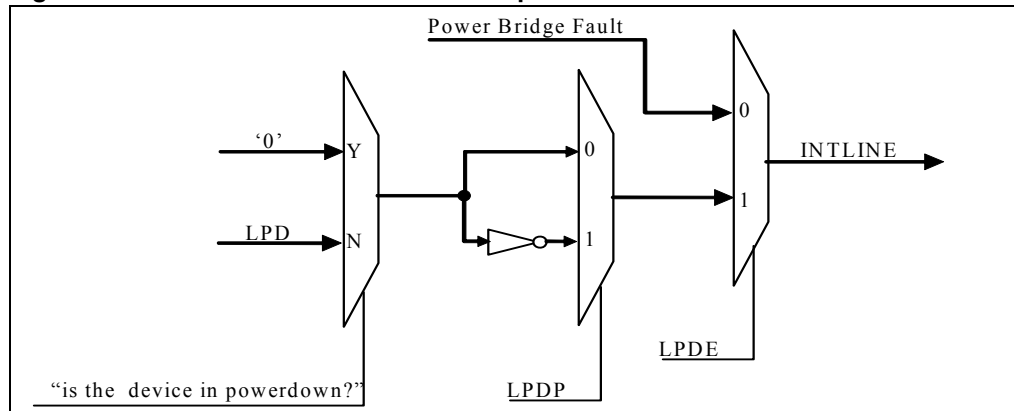 Power Bridge Fault
0
‘0’
Y
0
INTLINE
1
LPD
N
1
LPDE
“is the device in powerdown?”
LPDP